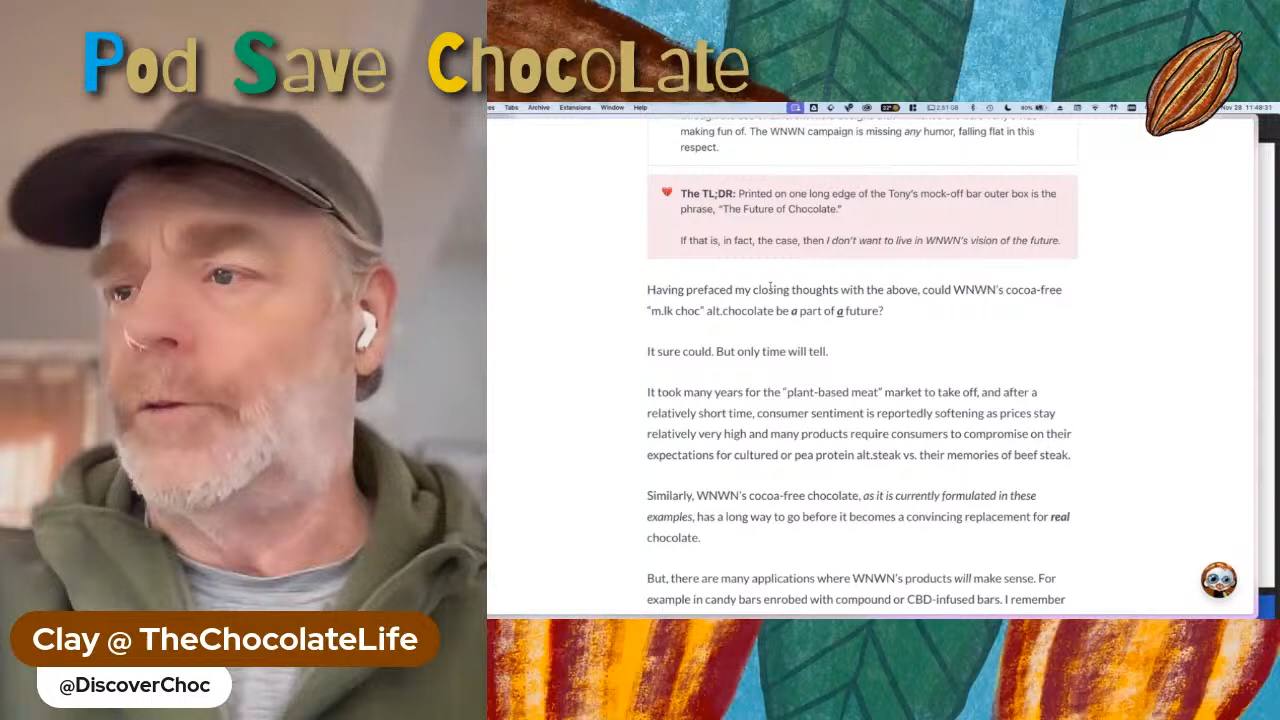 Pod Save ChocoLate
Tabs Archive Extensions Window Help
Nov 28 11:48:31
making fun of. The WNWN campaign is missing any humor, falling flat in this
respect.
The TL;DR: Printed on one long edge of the Tony's mock-off bar outer box is the
phrase, "The Future of Chocolate."
If that is, in fact, the case, then I don't want to live in WNWN's vision of the future.
Having prefaced my closing thoughts with the above, could WNWN's cocoa-free
"m.lk choc" alt.chocolate be a part of a future?
It sure could. But only time will tell.
It took many years for the "plant-based meat" market to take off, and after a
relatively short time, consumer sentiment is reportedly softening as prices stay
relatively very high and many products require consumers to compromise on their
expectations for cultured or pea protein alt.steak vs. their memories of beef steak.
Similarly, WNWN's cocoa-free chocolate, as it is currently formulated in these
examples, has a long way to go before it becomes a convincing replacement for real
chocolate.
But, there are many applications where WNWN's products will make sense. For
example in candy bars enrobed with compound or CBD-infused bars. I remember
Clay @ TheChocolateLife
@DiscoverChoc